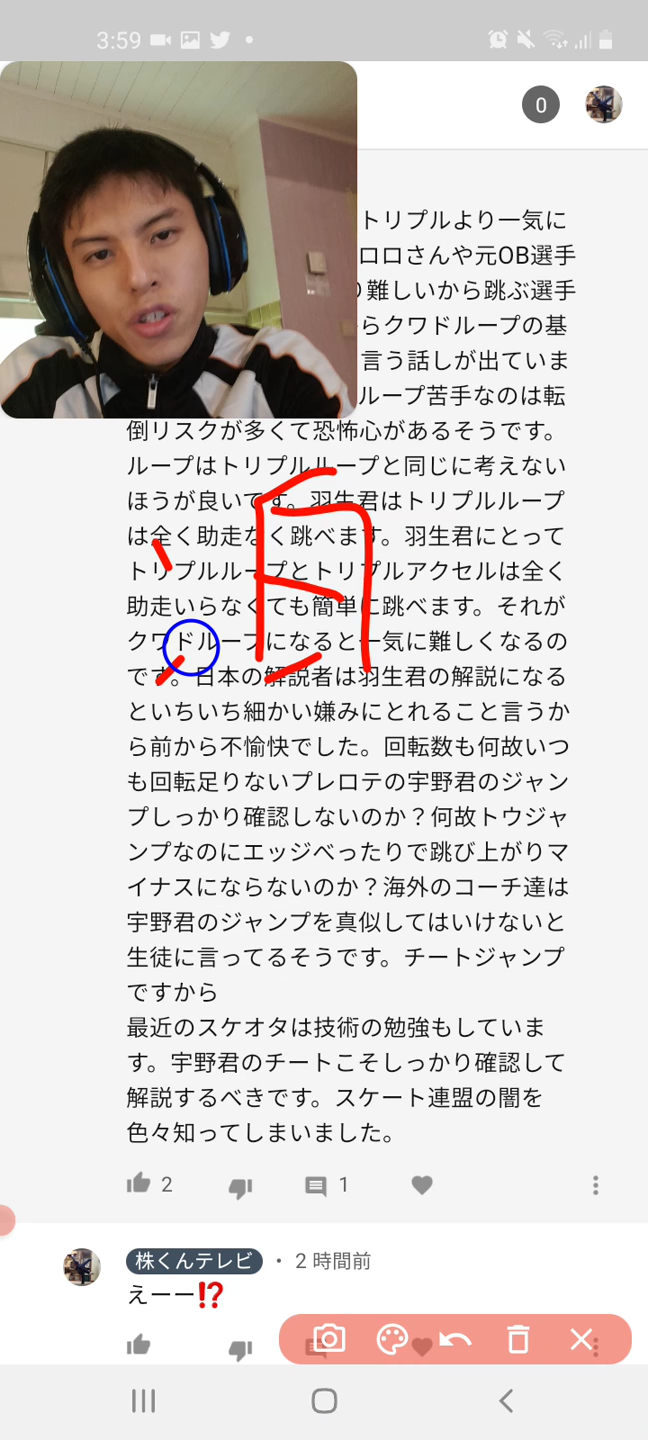 3:59
0
トリプルより一気に
ロロさんや元OB選手
難しいから跳ぶ選手
らクワドループの基
言う話しが出ていま
ループ苦手なのは転
倒リスクが多くて恐怖心があるそうです。
ループはトリプルループと同じに考えない
ほうが良いです。羽生君はトリプルループ
は全く助走なく跳べます。羽生君にとって
トリプルループとトリプルアクセルは全く
助走いらなくても簡単に跳べます。それが
クワドループになると一気に難しくなるの
です。日本の解説者は羽生君の解説になる
といちいち細かい嫌みにとれること言うか
ら前から不愉快でした。回転数も何故いつ
も回転足りないプレロテの宇野君のジャン
プしっかり確認しないのか？何故トウジャ
ンプなのにエッジべったりで跳び上がりマ
イナスにならないのか？海外のコーチ達は
宇野君のジャンプを真似してはいけないと
生徒に言ってるそうです。チートジャンプ
ですから
最近のスケオタは技術の勉強もしていま
す。宇野君のチートこそしっかり確認して
解説するべきです。スケート連盟の闇を
色々知ってしまいました。
2
1
株くんテレビ ・ 2 時間前
えーー⁉️